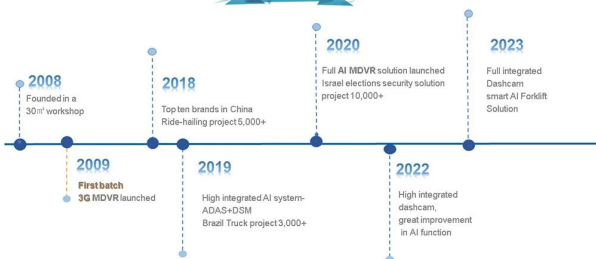 2008
Founded in a
30㎡ workshop
2009
First batch
3G MDVR launched
2018
Top ten brands in China
Ride-hailing project 5,000+
2019
High integrated AI system-
ADAS+DSM
Brazil Truck project 3,000+
2020
Full AI MDVR solution launched
Israel elections security solution
project 10,000+
2022
High integrated
dashcam,
great improvement
in AI function
2023
Full integrated
Dashcam
smart AI Forklift
Solution